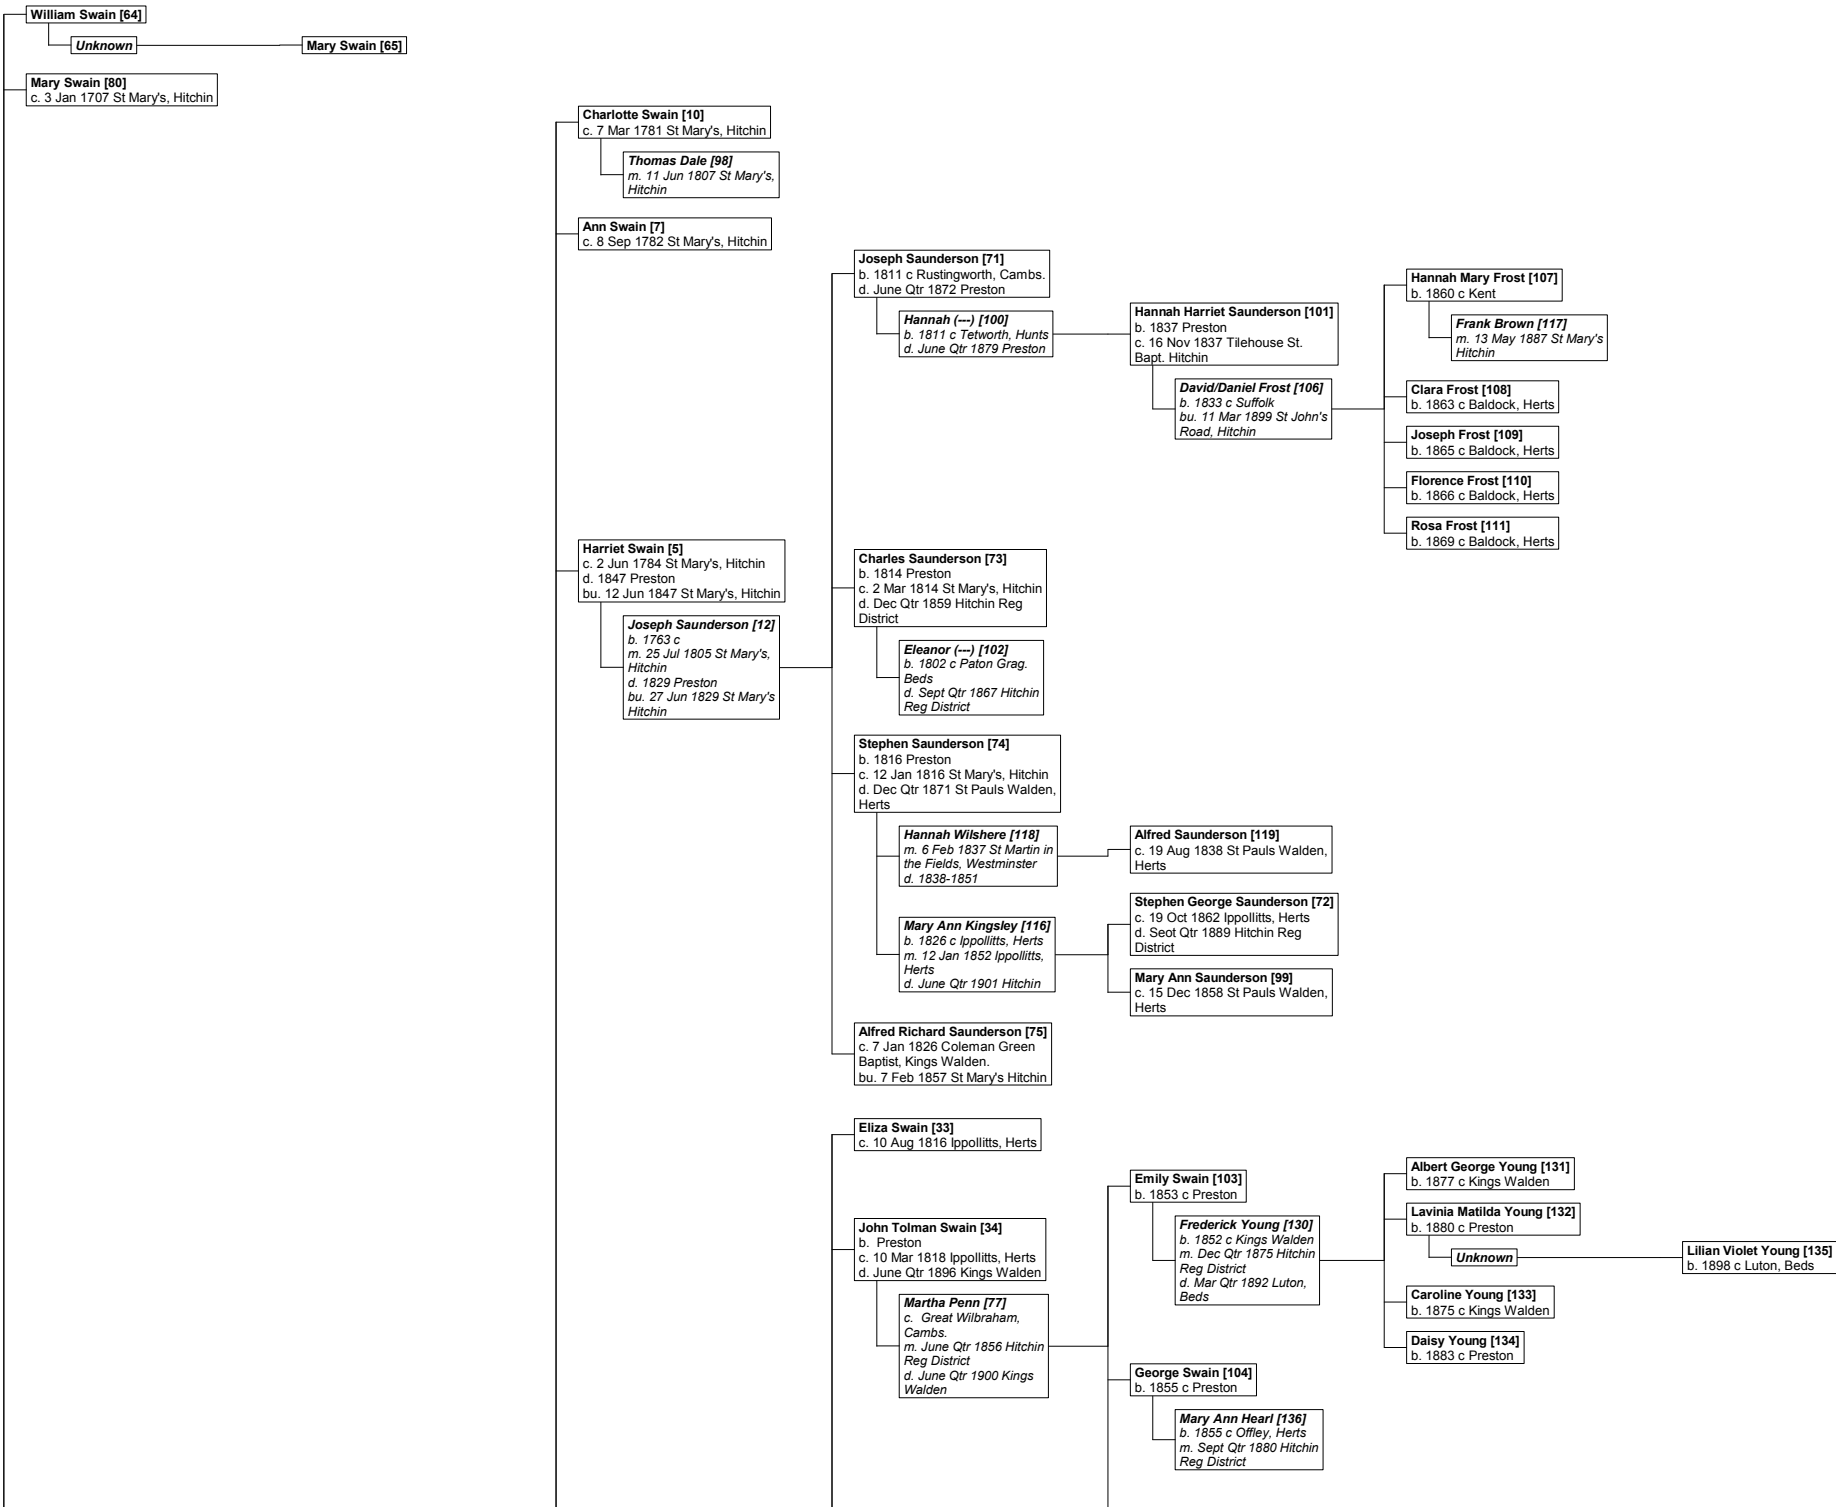 William Swain [64]
Unknown
Mary Swain [65]
Mary Swain [80]
c. 3 Jan 1707 St Mary's, Hitchin
Charlotte Swain [10]
c. 7 Mar 1781 St Mary's, Hitchin
Thomas Dale [98]
m. 11 Jun 1807 St Mary's,
Hitchin
Ann Swain [7]
c. 8 Sep 1782 St Mary's, Hitchin
Harriet Swain [5]
c. 2 Jun 1784 St Mary's, Hitchin
d. 1847 Preston
bu. 12 Jun 1847 St Mary's, Hitchin
Joseph Saunderson [12]
b. 1763 c
m. 25 Jul 1805 St Mary's,
Hitchin
d. 1829 Preston
bu. 27 Jun 1829 St Mary's
Hitchin
Joseph Saunderson [71]
b. 1811 c Rustingworth, Cambs.
d. June Qtr 1872 Preston
Hannah (---) [100]
b. 1811 c Tetworth, Hunts
d. June Qtr 1879 Preston
Hannah Harriet Saunderson [101]
b. 1837 Preston
c. 16 Nov 1837 Tilehouse St.
Bapt. Hitchin
David/Daniel Frost [106]
b. 1833 c Suffolk
bu. 11 Mar 1899 St John's
Road, Hitchin
Hannah Mary Frost [107]
b. 1860 c Kent
Frank Brown [117]
m. 13 May 1887 St Mary's
Hitchin
Clara Frost [108]
b. 1863 c Baldock, Herts
Joseph Frost [109]
b. 1865 c Baldock, Herts
Florence Frost [110]
b. 1866 c Baldock, Herts
Rosa Frost [111]
b. 1869 c Baldock, Herts
Charles Saunderson [73]
b. 1814 Preston
c. 2 Mar 1814 St Mary's, Hitchin
d. Dec Qtr 1859 Hitchin Reg
District
Eleanor (---) [102]
b. 1802 c Paton Grag.
Beds
d. Sept Qtr 1867 Hitchin
Reg District
Stephen Saunderson [74]
b. 1816 Preston
c. 12 Jan 1816 St Mary's, Hitchin
d. Dec Qtr 1871 St Pauls Walden,
Herts
Hannah Wilshere [118]
m. 6 Feb 1837 St Martin in
the Fields, Westminster
d. 1838-1851
Alfred Saunderson [119]
c. 19 Aug 1838 St Pauls Walden,
Herts
Mary Ann Kingsley [116]
b. 1826 c Ippollitts, Herts
m. 12 Jan 1852 Ippollitts,
Herts
d. June Qtr 1901 Hitchin
Stephen George Saunderson [72]
c. 19 Oct 1862 Ippollitts, Herts
d. Seot Qtr 1889 Hitchin Reg
District
Mary Ann Saunderson [99]
c. 15 Dec 1858 St Pauls Walden,
Herts
Alfred Richard Saunderson [75]
c. 7 Jan 1826 Coleman Green
Baptist, Kings Walden.
bu. 7 Feb 1857 St Mary's Hitchin
Eliza Swain [33]
c. 10 Aug 1816 Ippollitts, Herts
John Tolman Swain [34]
b. Preston
c. 10 Mar 1818 Ippollitts, Herts
d. June Qtr 1896 Kings Walden
Martha Penn [77]
c. Great Wilbraham,
Cambs.
m. June Qtr 1856 Hitchin
Reg District
d. June Qtr 1900 Kings
Walden
Emily Swain [103]
b. 1853 c Preston
Frederick Young [130]
b. 1852 c Kings Walden
m. Dec Qtr 1875 Hitchin
Reg District
d. Mar Qtr 1892 Luton,
Beds
Albert George Young [131]
b. 1877 c Kings Walden
Lavinia Matilda Young [132]
b. 1880 c Preston
Unknown
Lilian Violet Young [135]
b. 1898 c Luton, Beds
Caroline Young [133]
b. 1875 c Kings Walden
Daisy Young [134]
b. 1883 c Preston
George Swain [104]
b. 1855 c Preston
Mary Ann Hearl [136]
b. 1855 c Offley, Herts
m. Sept Qtr 1880 Hitchin
Reg District